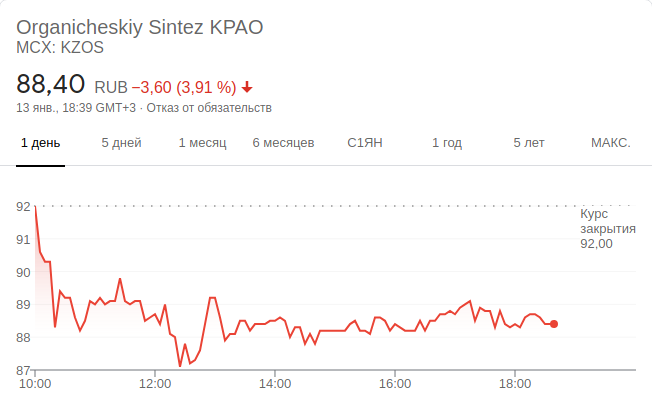 Organicheskiy Sintez KPAO
MCX: KZOS
88,40 RUB −3,60 (3,91 %)
13 янв., 18:39 GMT+3 · Отказ от обязательств
1 день 5 дней 1 месяц 6 месяцев С1ЯН 1 год 5 лет МАКС.
92
Курс
закрытия
92,00
91
90
89
88
87
10:00 12:00 14:00 16:00 18:00